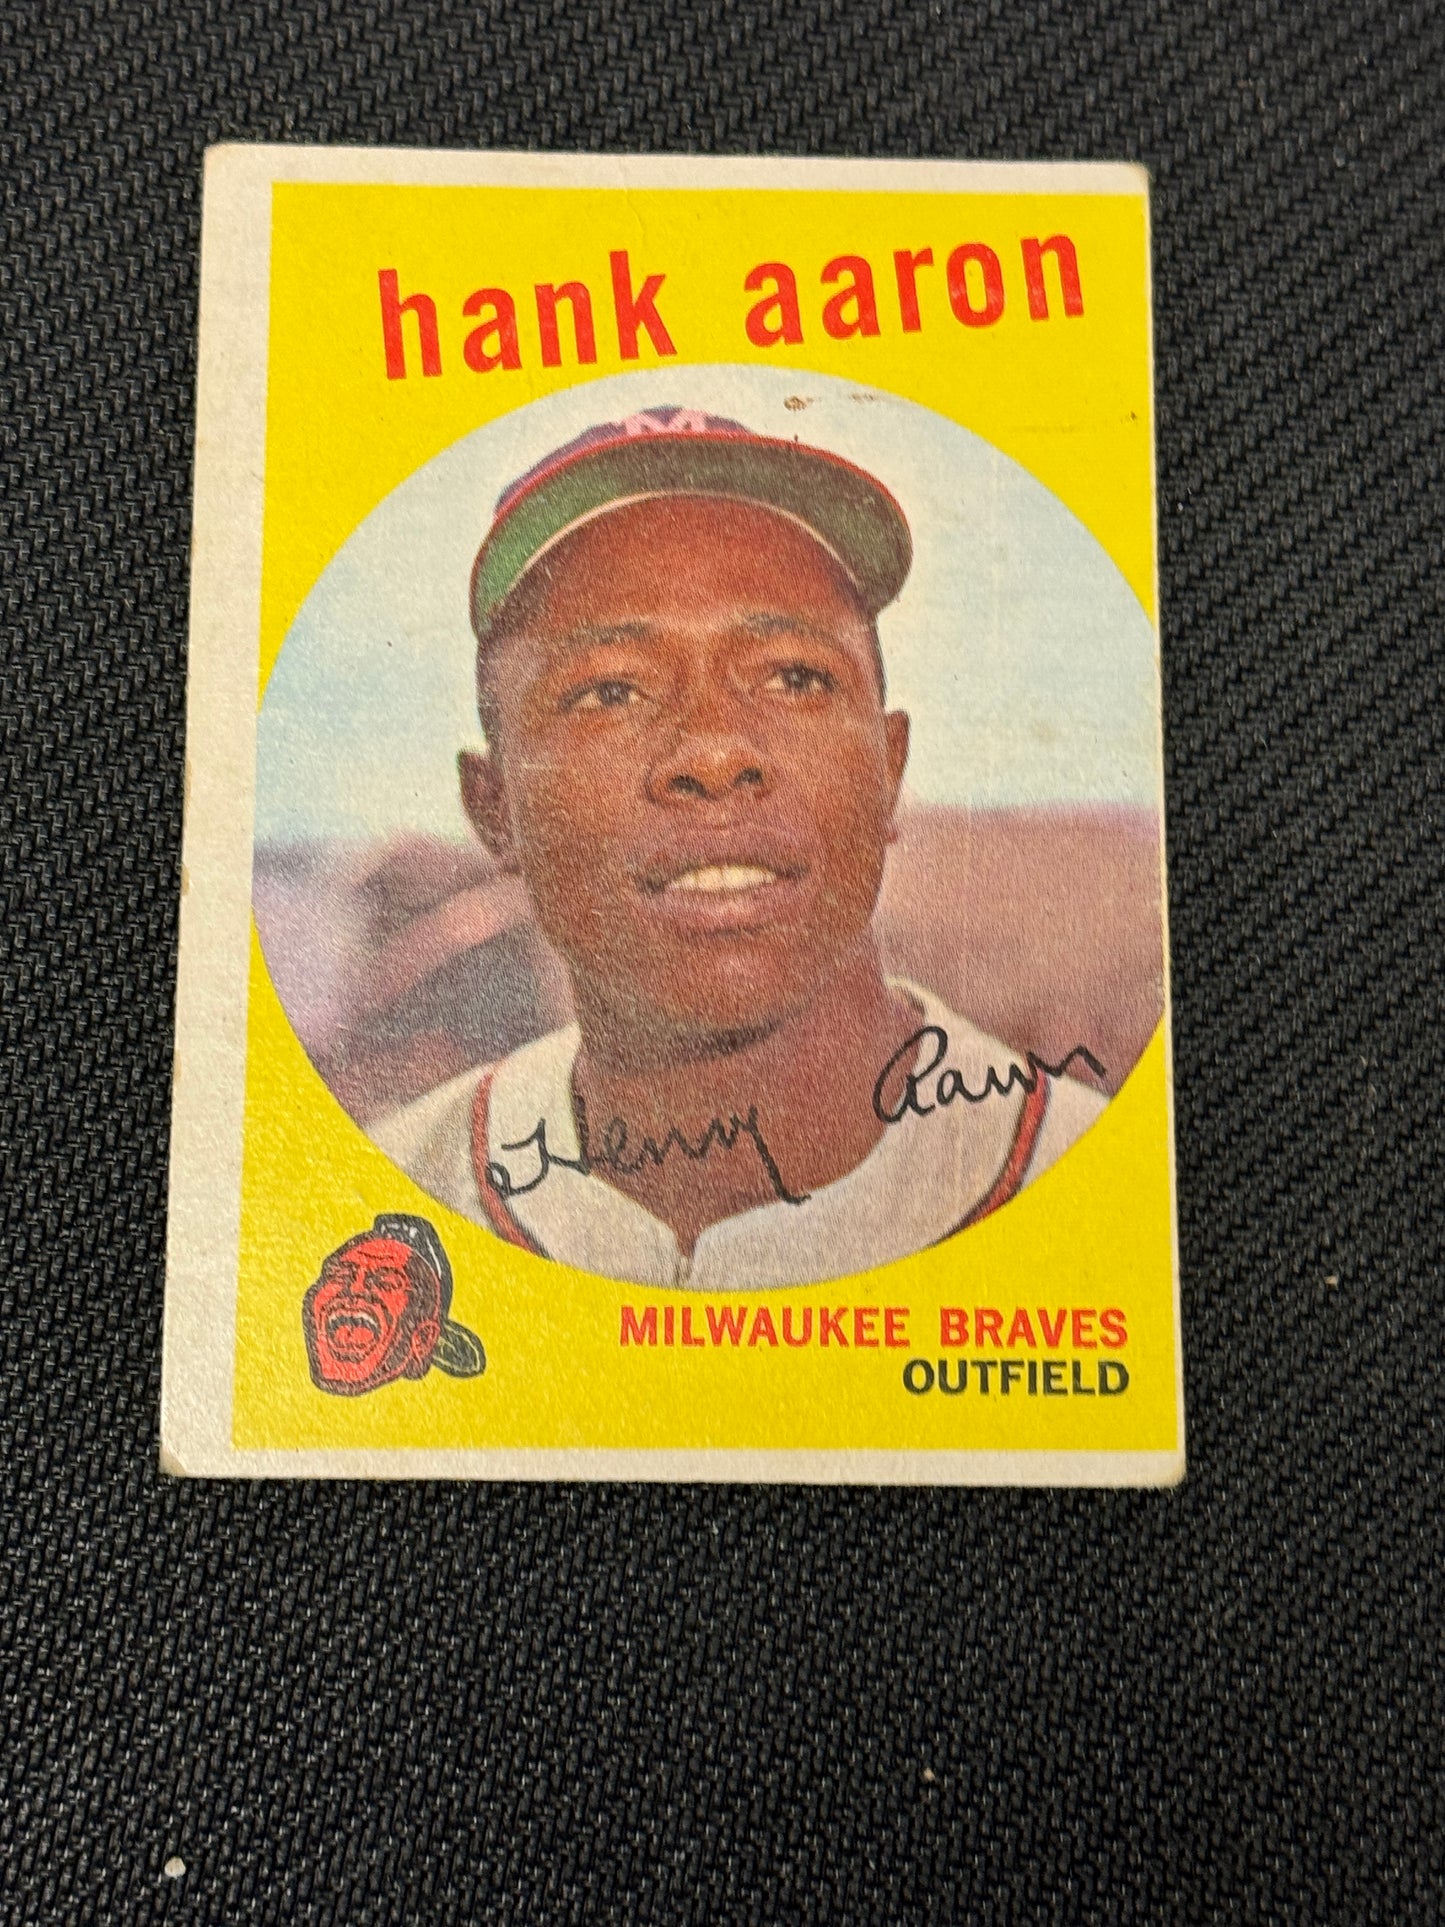 hank aaron
M
Henry Aaron
MILWAUKEE BRAVES
OUTFIELD